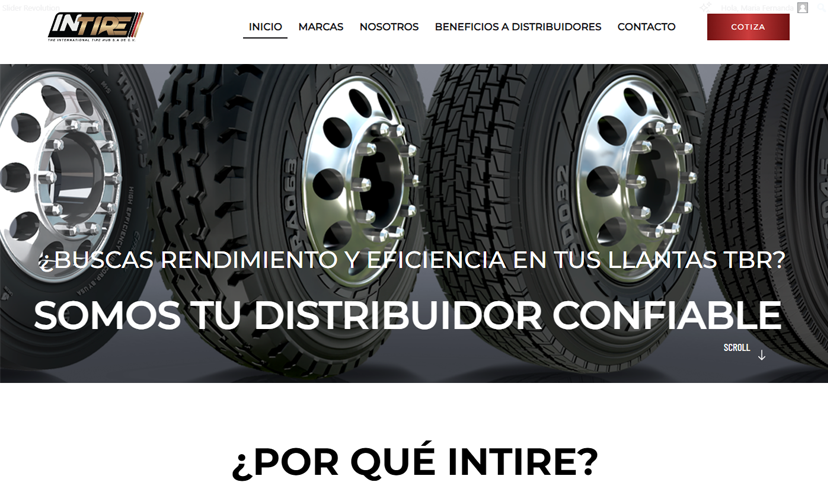 INTIRE
THE INTERNATIONAL TIRE HUB S.A DE C.V.
INICIO
MARCAS
NOSOTROS
BENEFICIOS A DISTRIBUIDORES
CONTACTO
COTIZA
¿BUSCAS RENDIMIENTO Y EFICIENCIA EN TUS LLANTAS TBR?
SOMOS TU DISTRIBUIDOR CONFIABLE
SCROLL
¿POR QUÉ INTIRE?